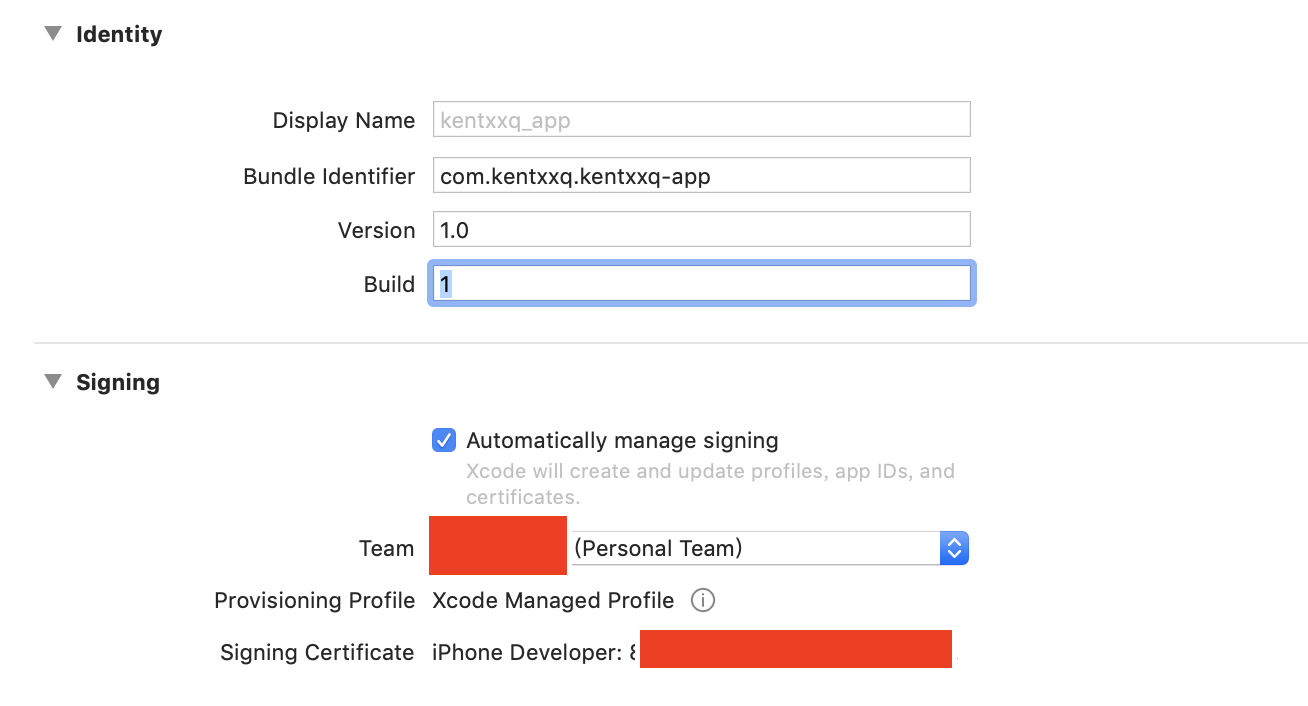 Identity
Display Name kentxxq_app
Bundle Identifier com.kentxxq.kentxxq-app
Version 1.0
Build 1
Signing
Automatically manage signing
Xcode will create and update profiles, app IDs, and
certificates.
Team (Personal Team)
Provisioning Profile Xcode Managed Profile
Signing Certificate iPhone Developer: